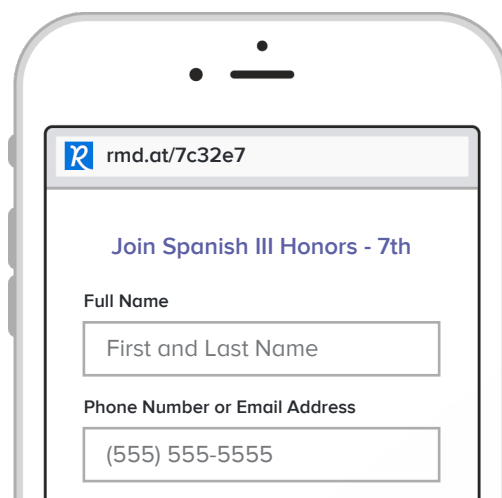 rmd.at/7c32e7
Join Spanish III Honors - 7th
Full Name
First and Last Name
Phone Number or Email Address
(555) 555-5555